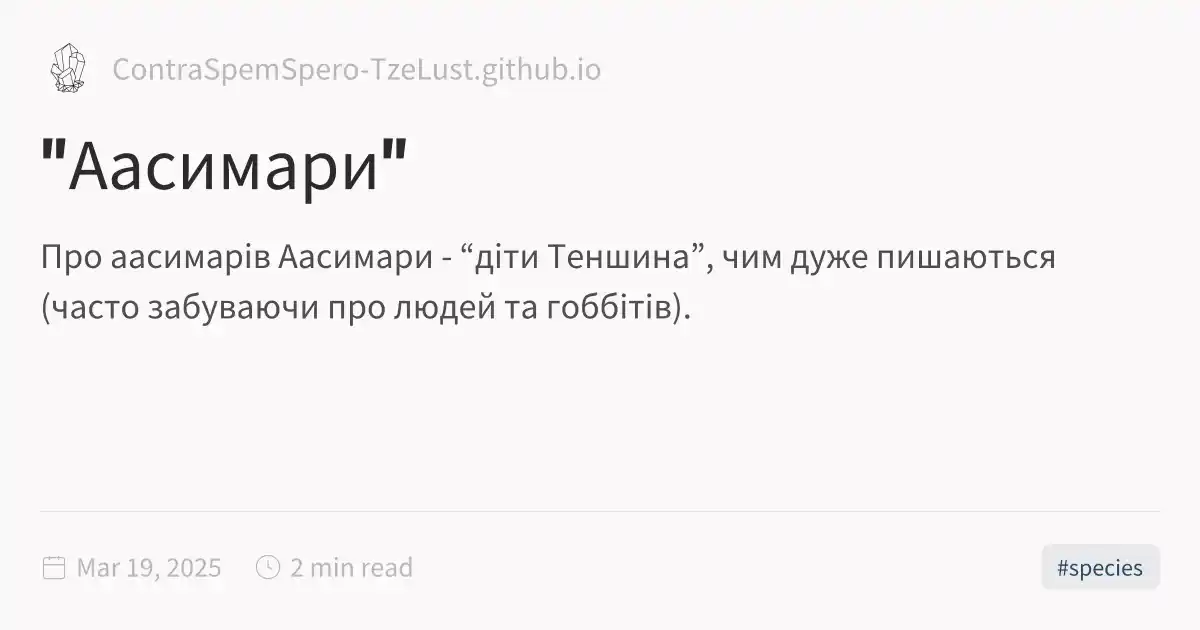 ContraSpemSpero-TzeLust.github.io
"Аасимари"
Про аасимарів Аасимари - “діти Теншина”, чим дуже пишаються
(часто забуваючи про людей та гоббітів).
Mar 19, 2025 2 min read #species